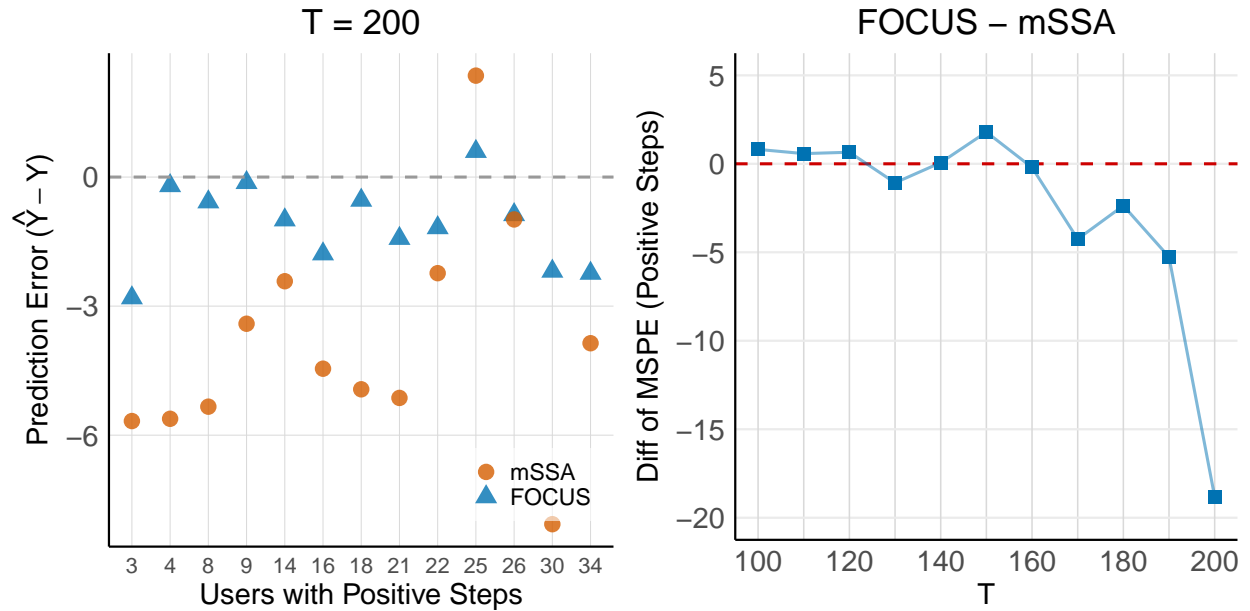 T = 200
Prediction Error (Ŷ − Y)
0
−3
−6
mSSA
FOCUS
3 4 8 9 14 16 18 21 22 25 26 30 34
Users with Positive Steps
FOCUS − mSSA
Diff of MSPE (Positive Steps)
5
0
−5
−10
−15
−20
100 120 140 160 180 200
T